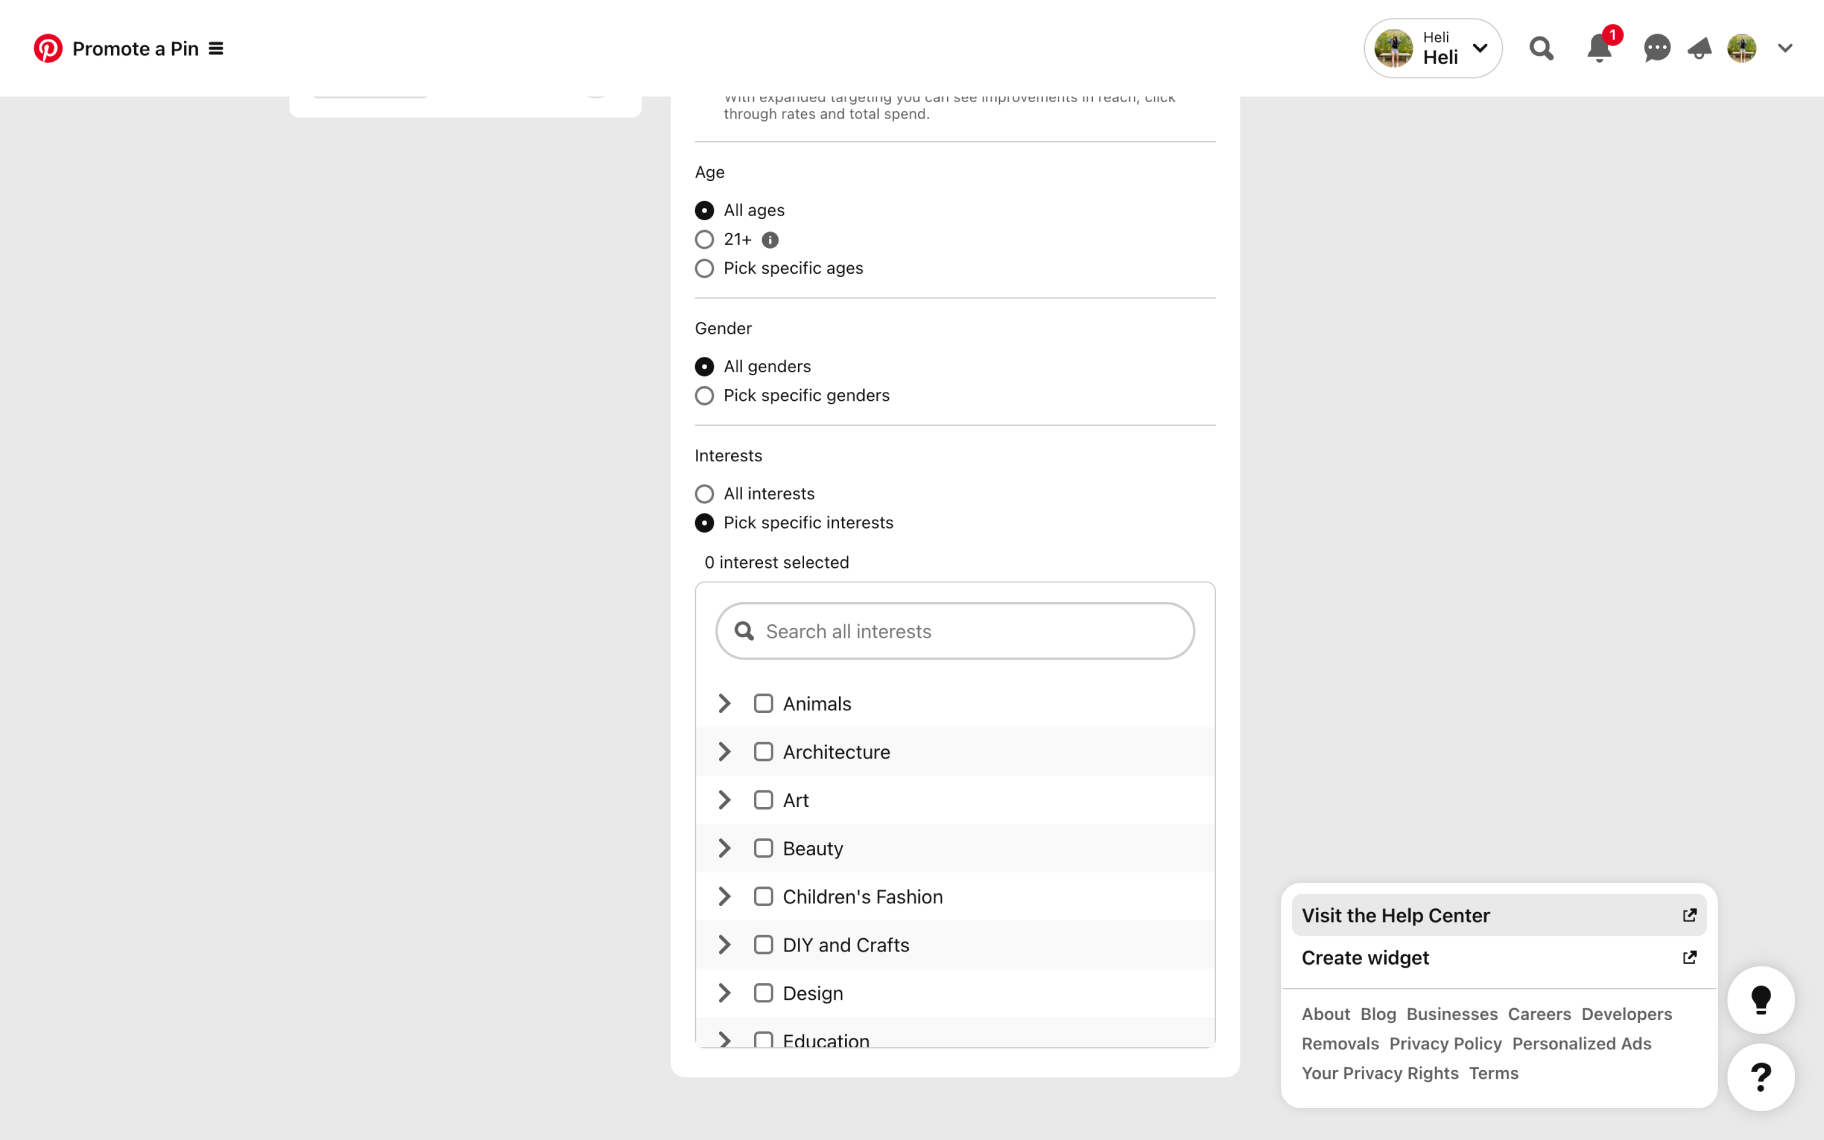 Promote a Pin
Heli
Heli
1
With expanded targeting you can see improvements in reach, click
through rates and total spend.
Age
All ages
21+
Pick specific ages
Gender
All genders
Pick specific genders
Interests
All interests
Pick specific interests
0 interest selected
Search all interests
Animals
Architecture
Art
Beauty
Children's Fashion
DIY and Crafts
Design
Education
Visit the Help Center
Create widget
About Blog Businesses Careers Developers
Removals Privacy Policy Personalized Ads
Your Privacy Rights Terms
?